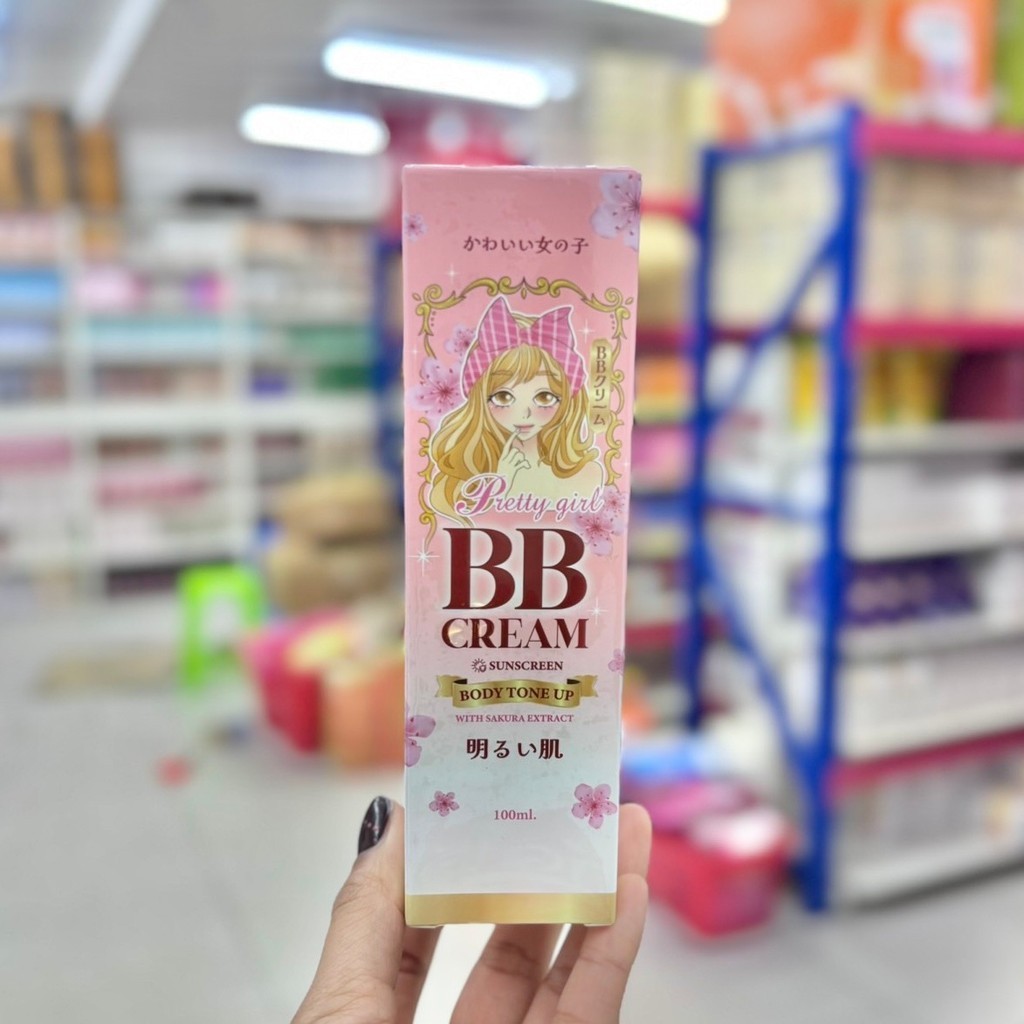 かわいい女の子
BBクリーム
Pretty girl
BB
CREAM
SUNSCREEN
BODY TONE UP
WITH SAKURA EXTRACT
明るい肌
100ml.